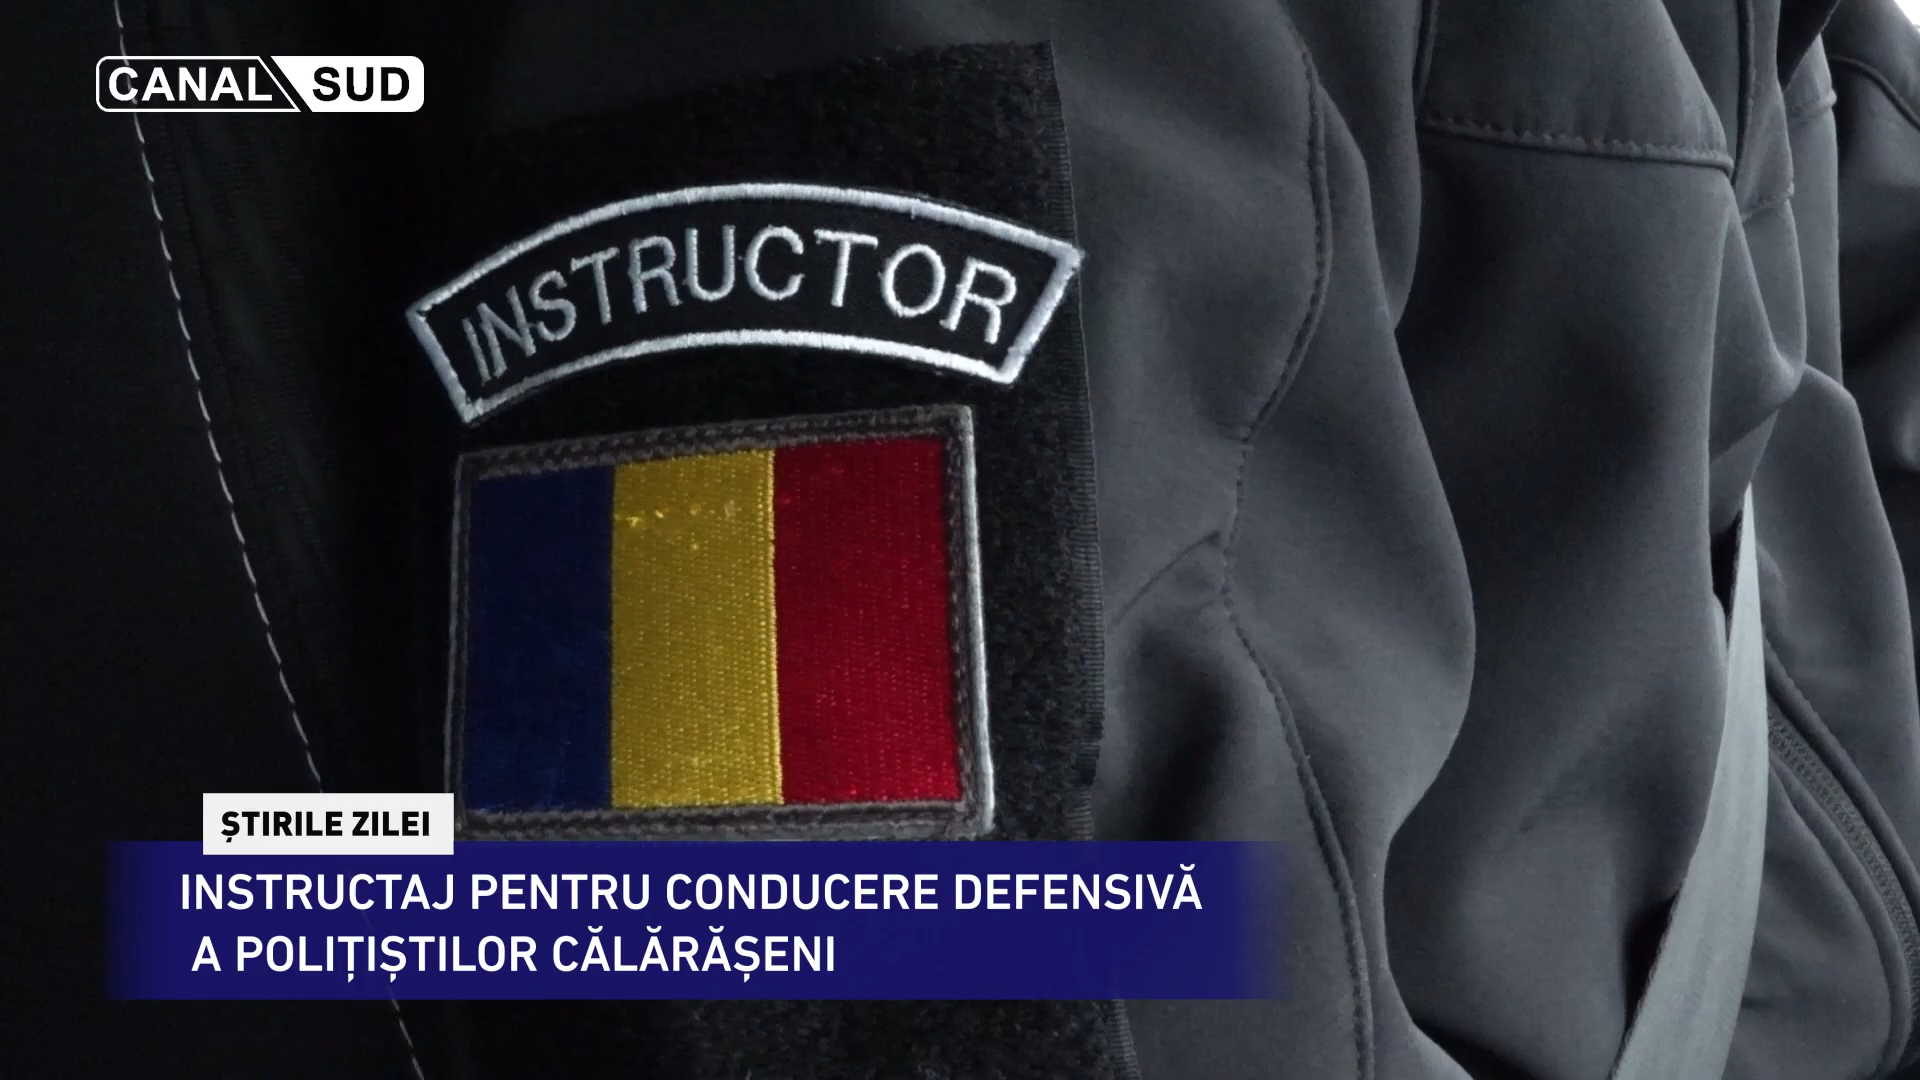 CANAL SUD
INSTRUCTOR
ȘTIRILE ZILEI
INSTRUCTAJ PENTRU CONDUCERE DEFENSIVĂ
A POLIȚIȘTILOR CĂLĂRĂȘENI